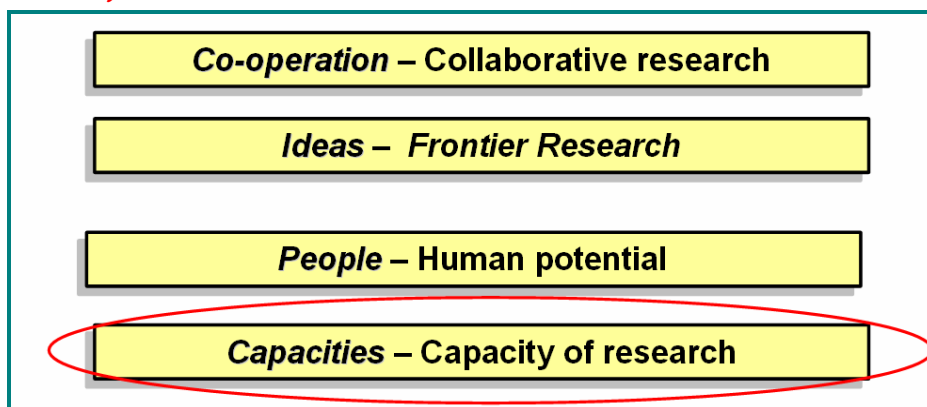 Co-operation – Collaborative research
Ideas – Frontier Research
People – Human potential
Capacities – Capacity of research